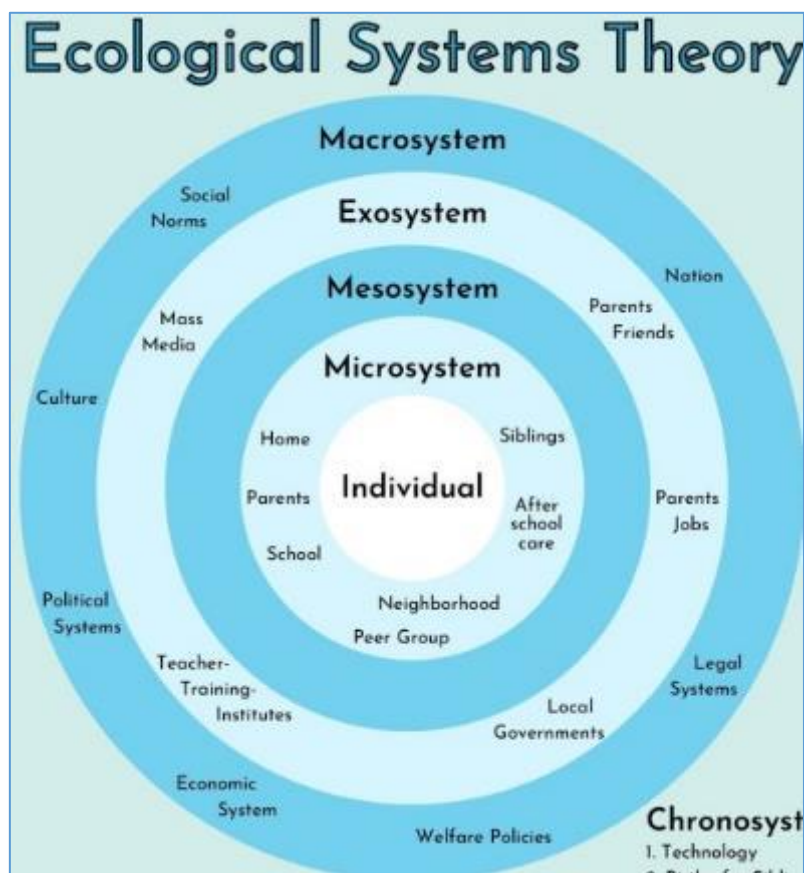 Ecological Systems Theory
Macrosystem
Social
Norms
Exosystem
Nation
Mesosystem
Parents
Friends
Mass
Media
Microsystem
Culture
Home
Siblings
Individual
Parents
After
school
care
Parents
Jobs
School
Neighborhood
Political
Systems
Peer Group
Teacher-
Training-
Institutes
Legal
Systems
Local
Governments
Economic
System
Welfare Policies
Chronosyst
1. Technology